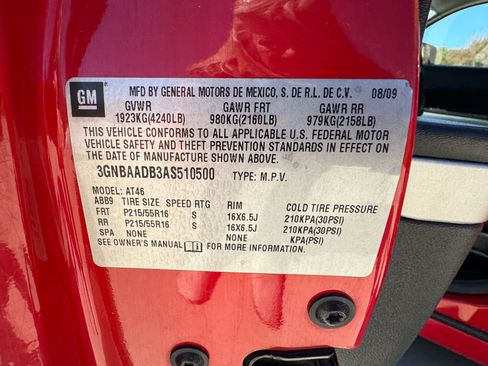 GM MFD BY GENERAL MOTORS DE MEXICO, S. DE R.L. DE C.V. 08/09
GVWR GAWR FRT GAWR RR
1923KG(4240LB) 980KG(2160LB) 979KG(2158LB)
THIS VEHICLE CONFORMS TO ALL APPLICABLE U.S. FEDERAL MOTOR
VEHICLE SAFETY AND THEFT PREVENTION STANDARDS IN EFFECT ON
THE DATE OF MANUFACTURE SHOWN ABOVE.
3GNBAADB3AS510500 TYPE: M.P.V.
MODEL: AT46
ABB9 TIRE SIZE SPEED RTG RIM COLD TIRE PRESSURE
FRT P215/55R16 S 16X6.5J 210KPA(30PSI)
RR P215/55R16 S 16X6.5J 210KPA(30PSI)
SPA NONE NONE KPA(PSI)
SEE OWNER'S MANUAL FOR MORE INFORMATION.